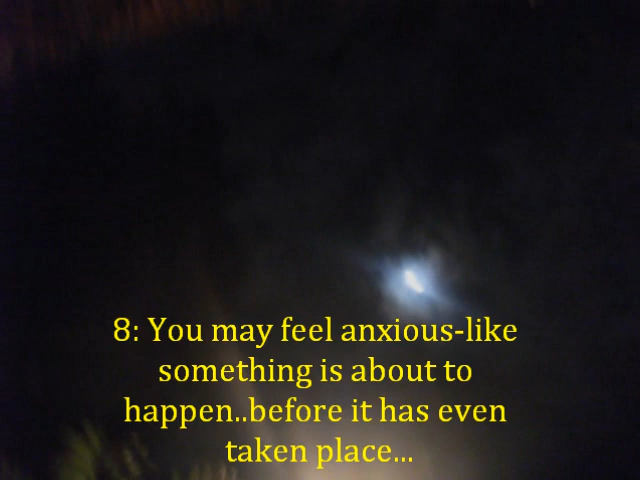 8: You may feel anxious-like
something is about to
happen..before it has even
taken place...